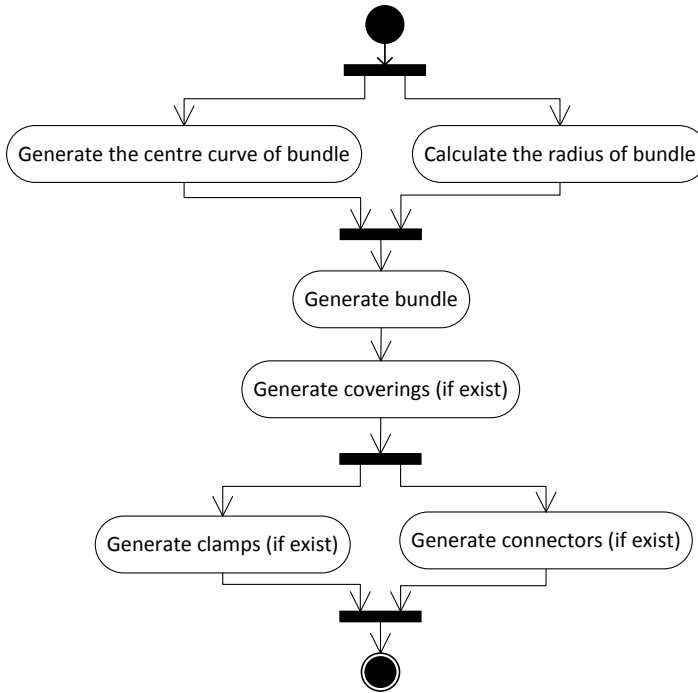 Generate the centre curve of bundle
Calculate the radius of bundle
Generate bundle
Generate coverings (if exist)
Generate clamps (if exist)
Generate connectors (if exist)